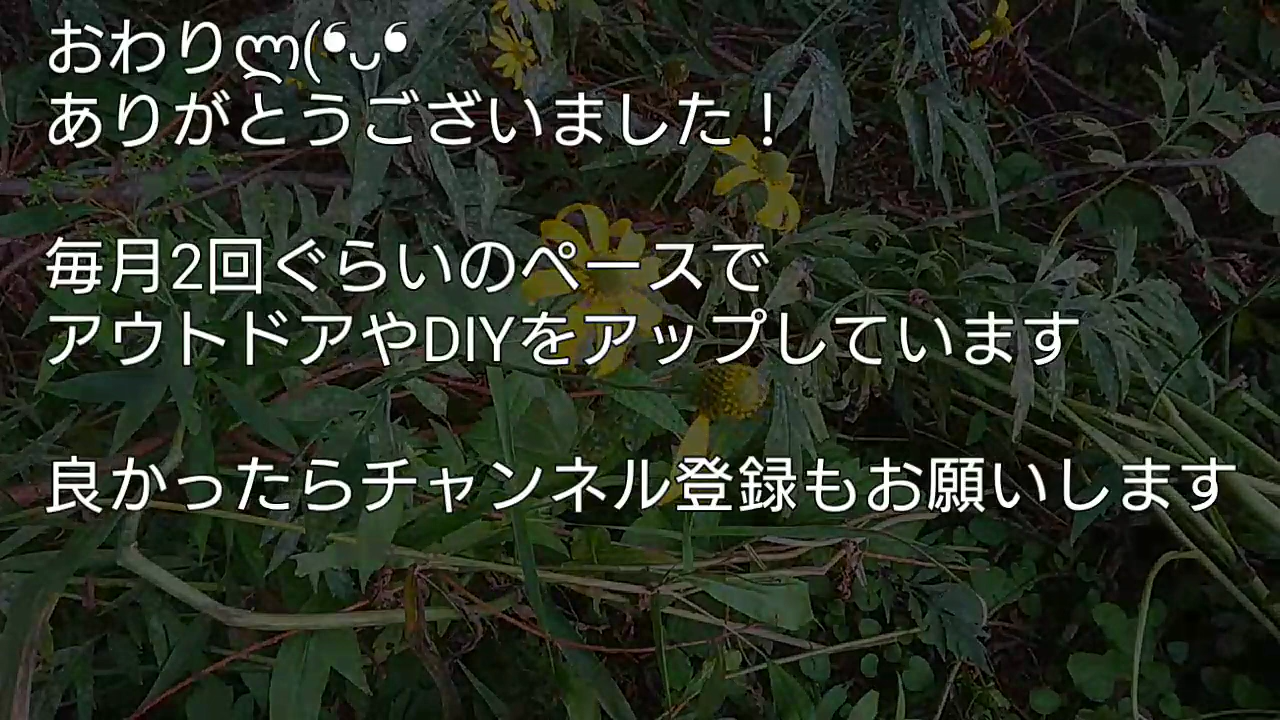 おわりლ(❛◡❛
ありがとうございました！
毎月2回ぐらいのペースで
アウトドアやDIYをアップしています
良かったらチャンネル登録もお願いします